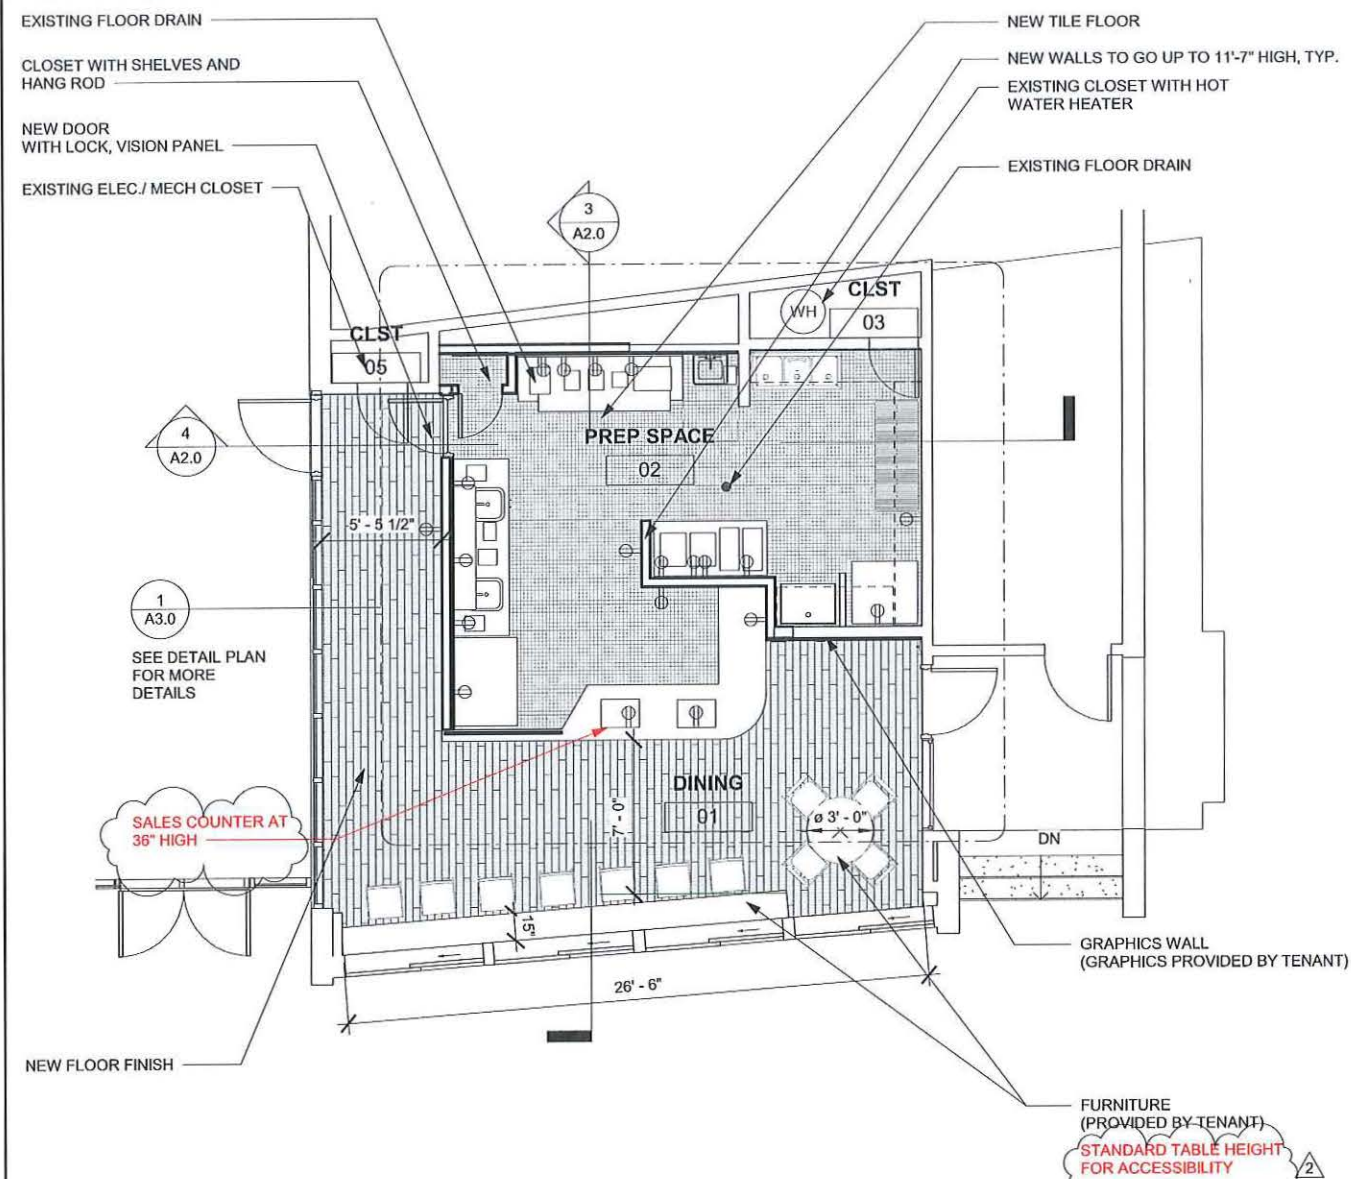 EXISTING FLOOR DRAIN
CLOSET WITH SHELVES AND
HANG ROD
NEW DOOR
WITH LOCK, VISION PANEL
EXISTING ELEC./ MECH CLOSET
NEW TILE FLOOR
NEW WALLS TO GO UP TO 11'-7" HIGH, TYP.
EXISTING CLOSET WITH HOT
WATER HEATER
EXISTING FLOOR DRAIN
3
A2.0
CLST
05
WH
CLST
03
4
A2.0
PREP SPACE
02
5' - 5 1/2"
1
A3.0
SEE DETAIL PLAN
FOR MORE
DETAILS
SALES COUNTER AT
36" HIGH
DINING
01
7' - 0"
ø 3' - 0"
DN
15"
26' - 6"
GRAPHICS WALL
(GRAPHICS PROVIDED BY TENANT)
NEW FLOOR FINISH
FURNITURE
(PROVIDED BY TENANT)
STANDARD TABLE HEIGHT
FOR ACCESSIBILITY
2